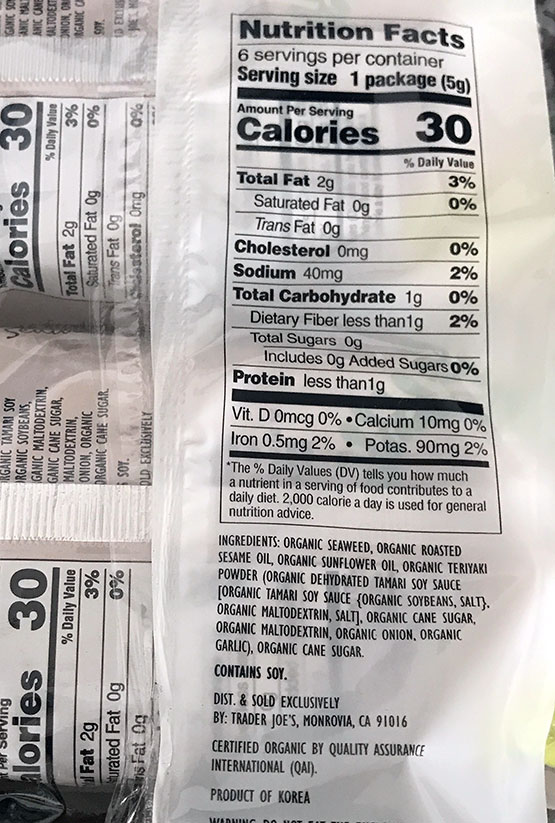 Nutrition Facts
6 servings per container
Serving size 1 package (5g)
Amount Per Serving
Calories 30
% Daily Value
Total Fat 2g 3%
Saturated Fat 0g 0%
Trans Fat 0g
Cholesterol 0mg 0%
Sodium 40mg 2%
Total Carbohydrate 1g 0%
Dietary Fiber less than1g 2%
Total Sugars 0g
Includes 0g Added Sugars 0%
Protein less than1g
Vit. D 0mcg 0% • Calcium 10mg 0%
Iron 0.5mg 2% • Potas. 90mg 2%
*The % Daily Values (DV) tells you how much
a nutrient in a serving of food contributes to a
daily diet. 2,000 calorie a day is used for general
nutrition advice.
INGREDIENTS: ORGANIC SEAWEED, ORGANIC ROASTED
SESAME OIL, ORGANIC SUNFLOWER OIL, ORGANIC TERIYAKI
POWDER (ORGANIC DEHYDRATED TAMARI SOY SAUCE
[ORGANIC TAMARI SOY SAUCE {ORGANIC SOYBEANS, SALT}.
ORGANIC MALTODEXTRIN, SALT], ORGANIC CANE SUGAR,
ORGANIC MALTODEXTRIN, ORGANIC ONION, ORGANIC
GARLIC), ORGANIC CANE SUGAR.
CONTAINS SOY.
DIST. & SOLD EXCLUSIVELY
BY: TRADER JOE'S, MONROVIA, CA 91016
CERTIFIED ORGANIC BY QUALITY ASSURANCE
INTERNATIONAL (QAI).
PRODUCT OF KOREA
Calories 30
% Daily Value
Total Fat 2g 3%
Saturated Fat 0g 0%
Trans Fat 0g
Cholesterol 0mg 0%
TAMARI SOY
SOYBEANS,
MALTODEXTRIN,
CANE SUGAR,
MALTODEXTRIN,
ONION, ORGANIC
ORGANIC CANE SUGAR.
SOY.
EXCLUSIVELY
Serving
30
% Daily Value
Fat 2g 3%
Fat 0g 0%
Fat 0g